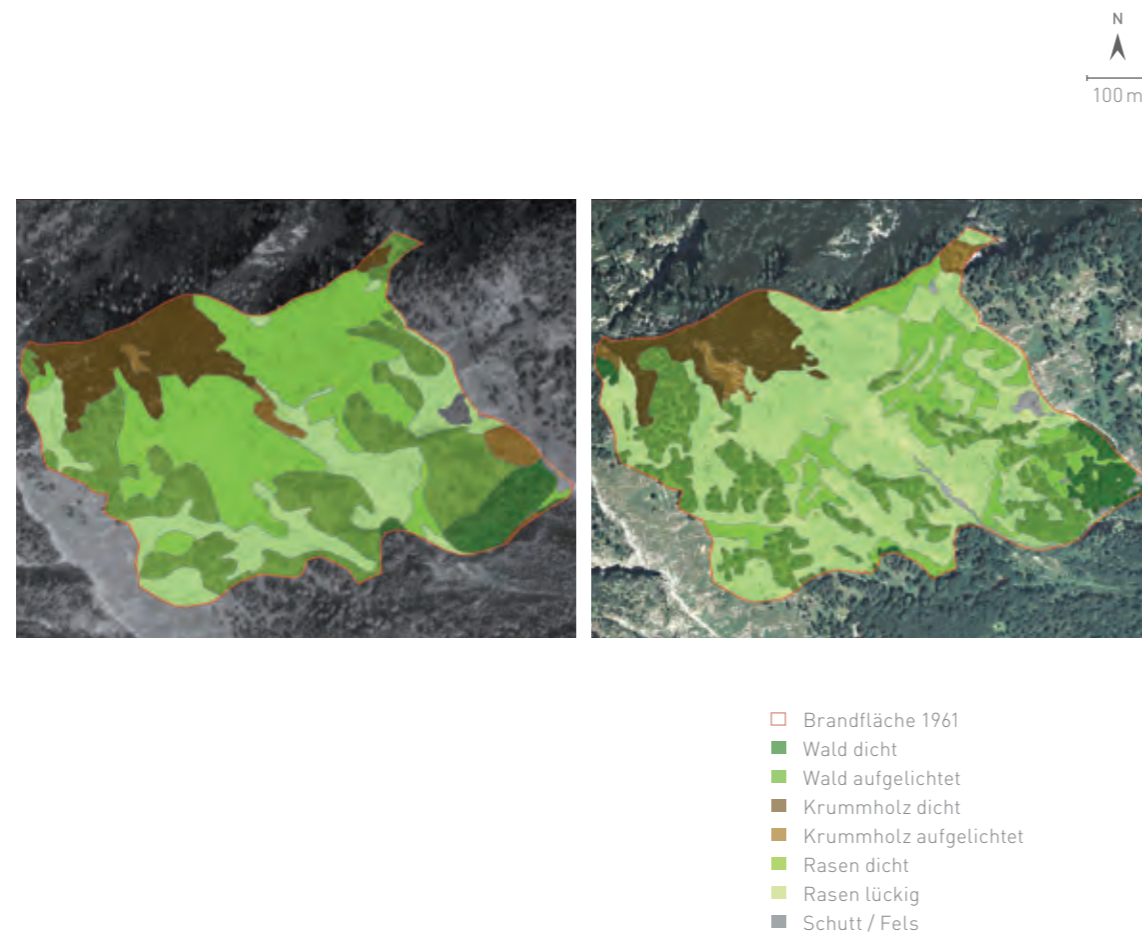 N
100 m
Brandfläche 1961
Wald dicht
Wald aufgelichtet
Krummholz dicht
Krummholz aufgelichtet
Rasen dicht
Rasen lückig
Schutt / Fels